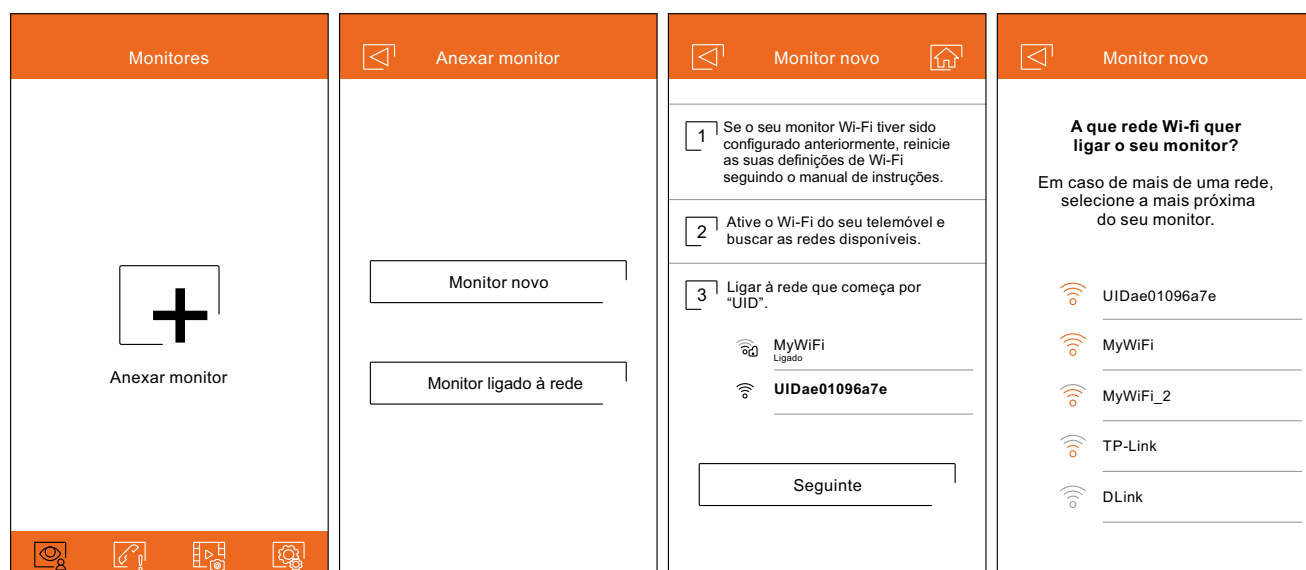 Monitores
Anexar monitor
Anexar monitor
Monitor novo
Monitor ligado à rede
Monitor novo
1 Se o seu monitor Wi-Fi tiver sido
configurado anteriormente, reinicie
as suas definições de Wi-Fi
seguindo o manual de instruções.
2 Ative o Wi-Fi do seu telemóvel e
buscar as redes disponíveis.
3 Ligar à rede que começa por
“UID”.
MyWiFi
Ligado
UIDae01096a7e
Seguinte
Monitor novo
A que rede Wi-fi quer
ligar o seu monitor?
Em caso de mais de uma rede,
selecione a mais próxima
do seu monitor.
UIDae01096a7e
MyWiFi
MyWiFi_2
TP-Link
DLink